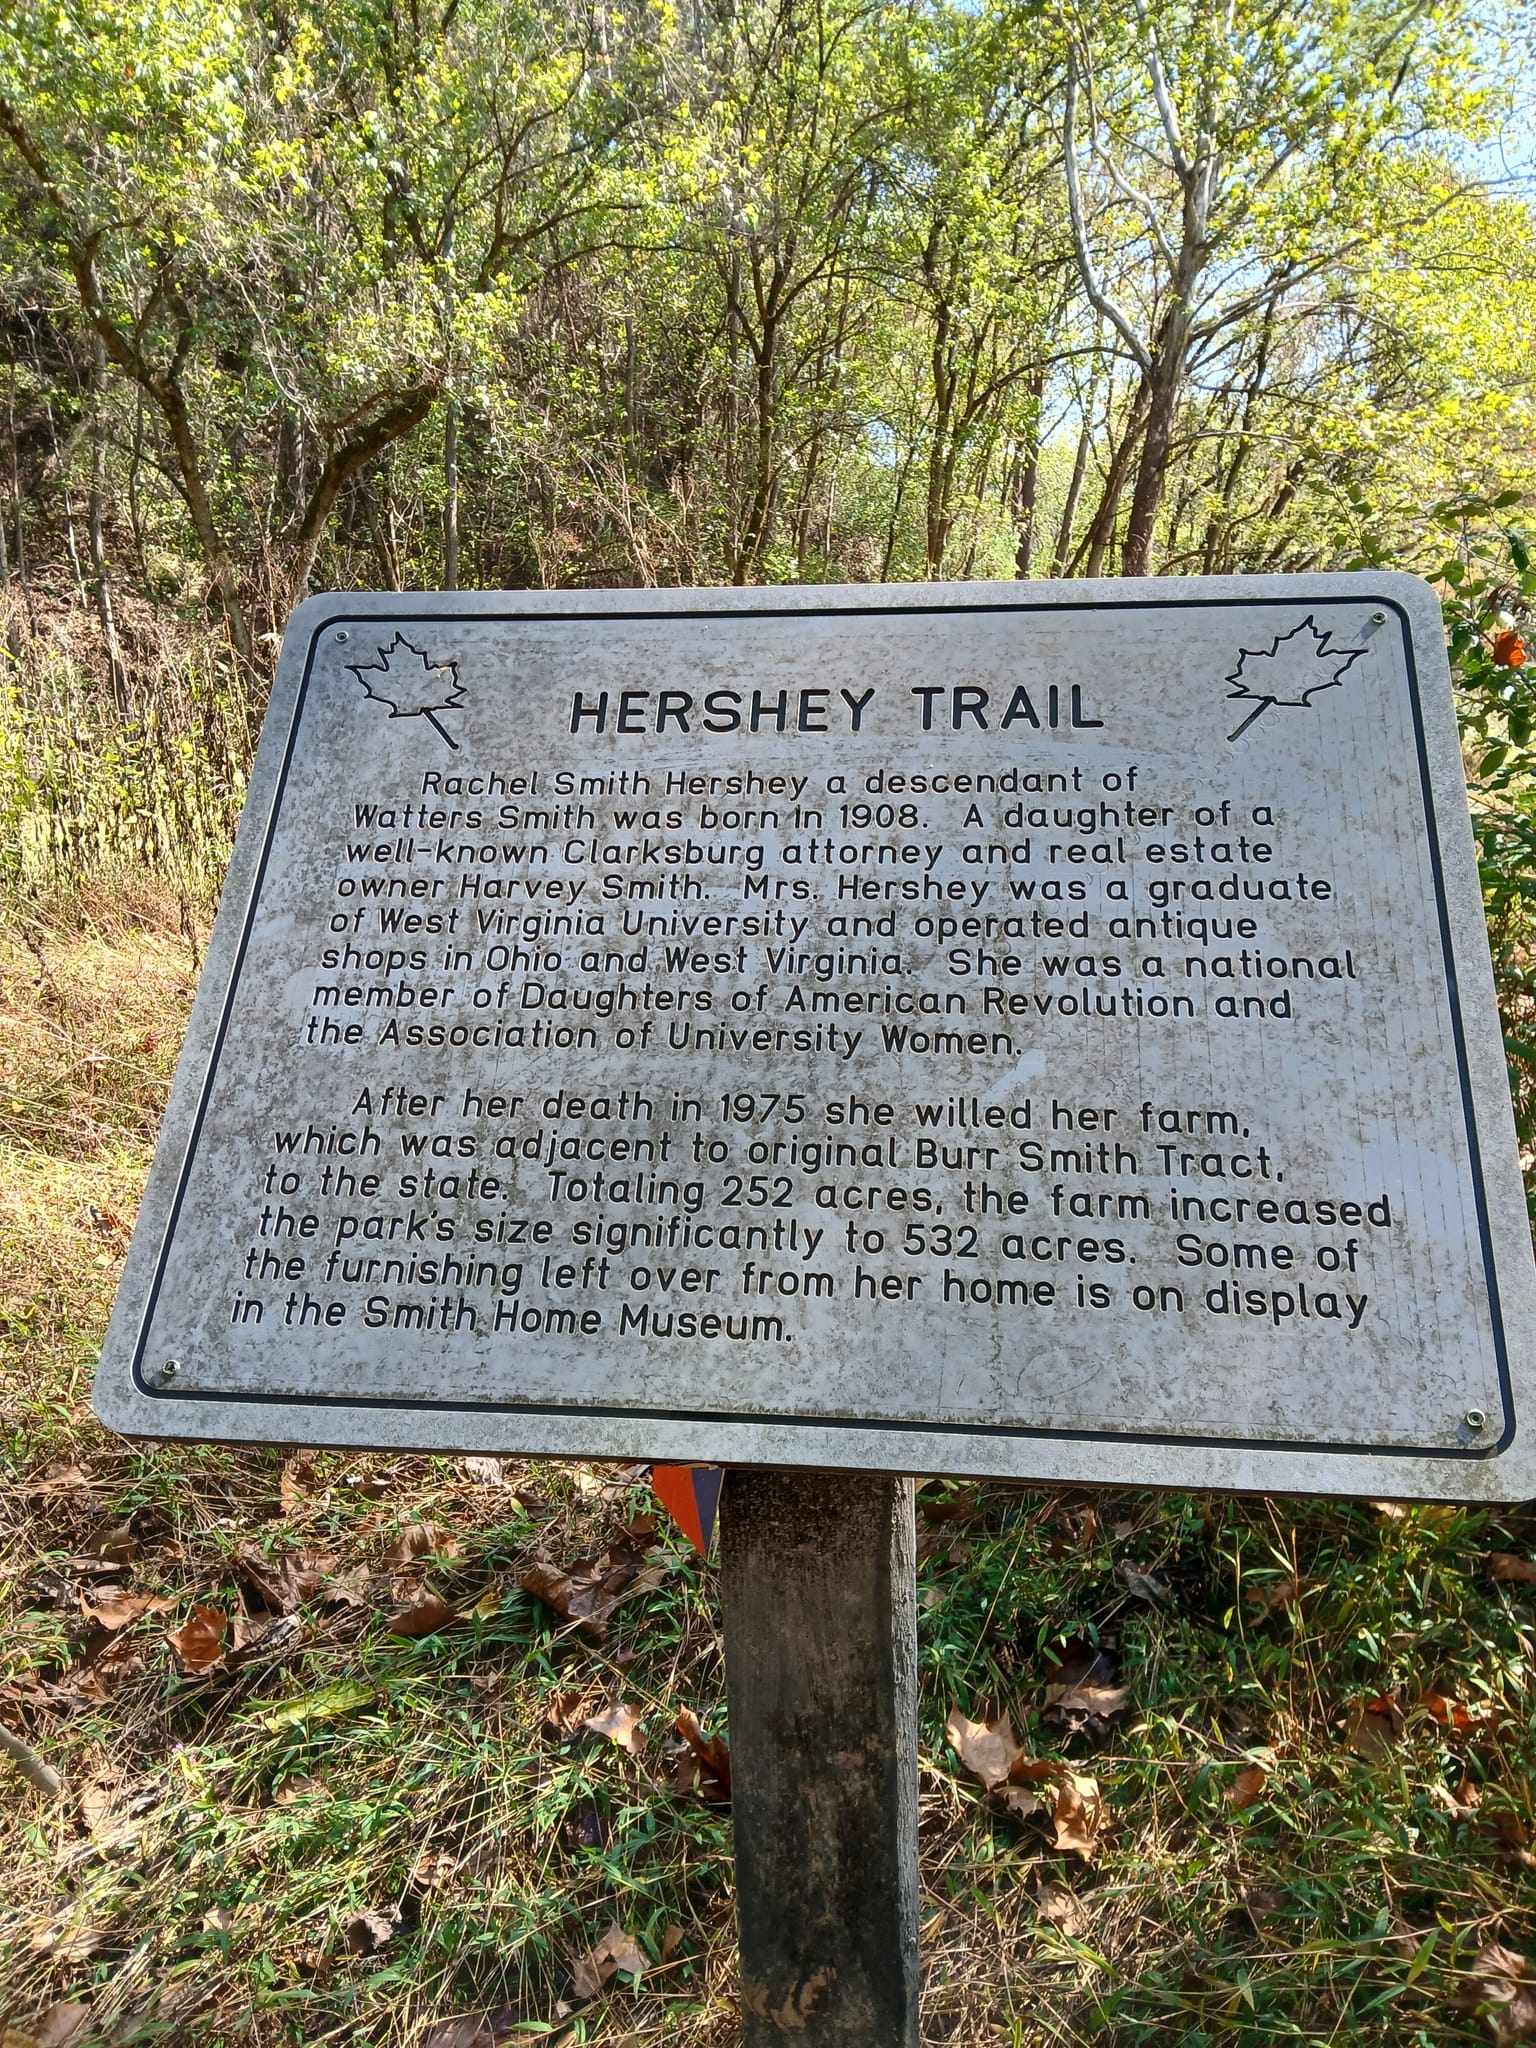 HERSHEY TRAIL
Rachel Smith Hershey a descendant of
Watters Smith was born in 1908. A daughter of a
well-known Clarksburg attorney and real estate
owner Harvey Smith. Mrs. Hershey was a graduate
of West Virginia University and operated antique
shops in Ohio and West Virginia. She was a national
member of Daughters of American Revolution and
the Association of University Women.
After her death in 1975 she willed her farm,
which was adjacent to original Burr Smith Tract,
to the state. Totaling 252 acres, the farm increased
the park's size significantly to 532 acres. Some of
the furnishing left over from her home is on display
in the Smith Home Museum.